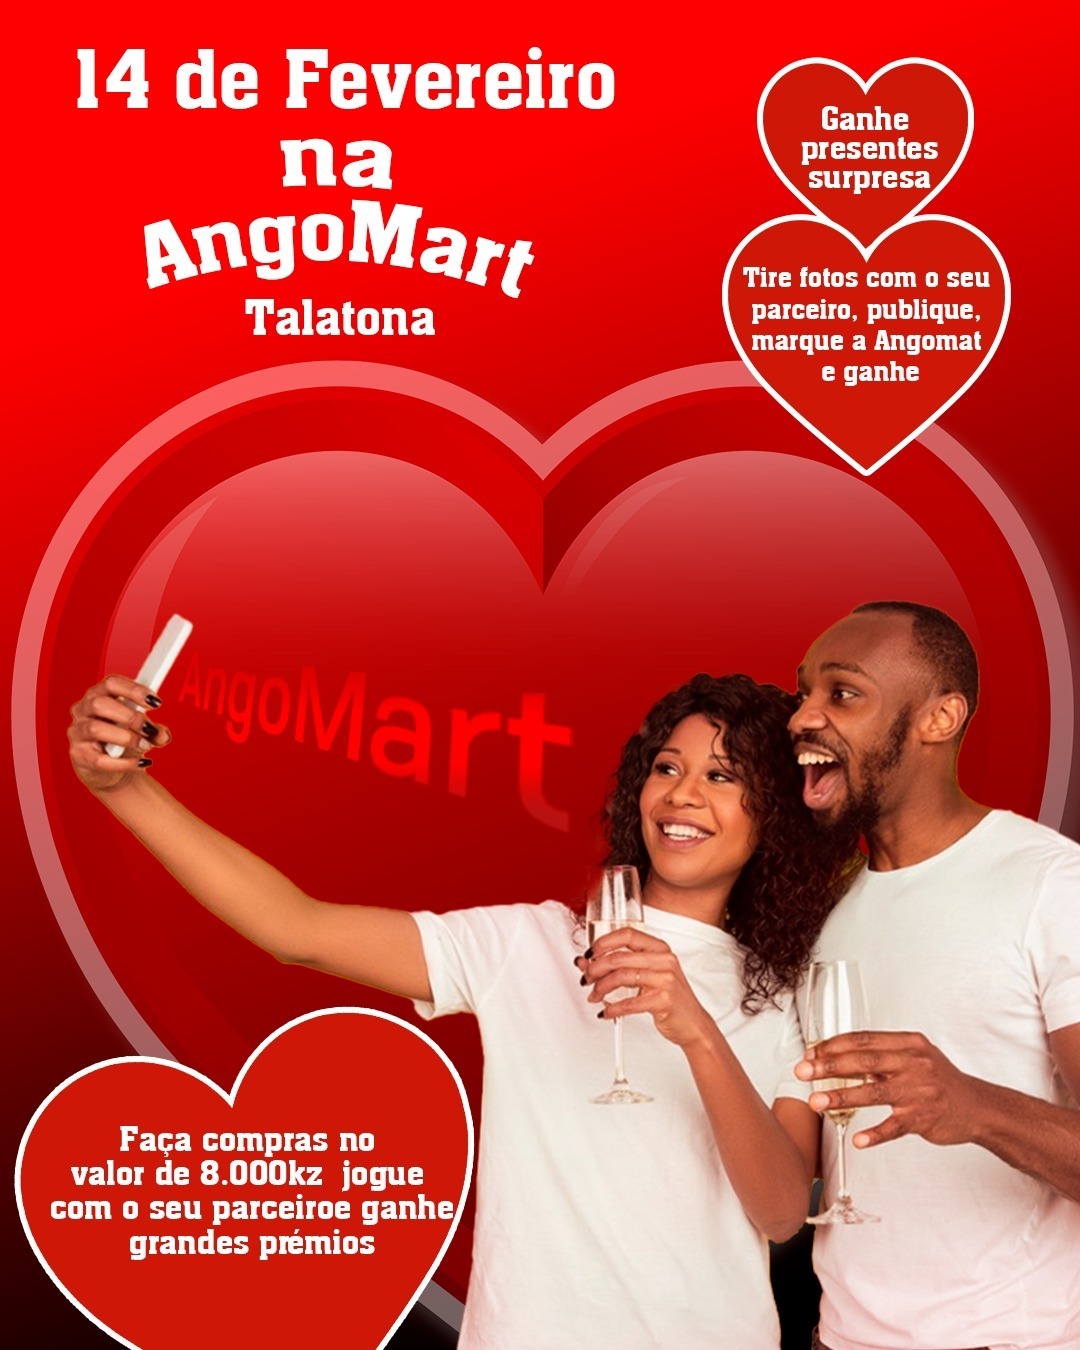 14 de Fevereiro
na
AngoMart
Talatona
Ganhe
presentes
surpresa
Tire fotos com o seu
parceiro, publique,
marque a Angomat
e ganhe
AngoMart
Faça compras no
valor de 8.000kz jogue
com o seu parceiroe ganhe
grandes prémios